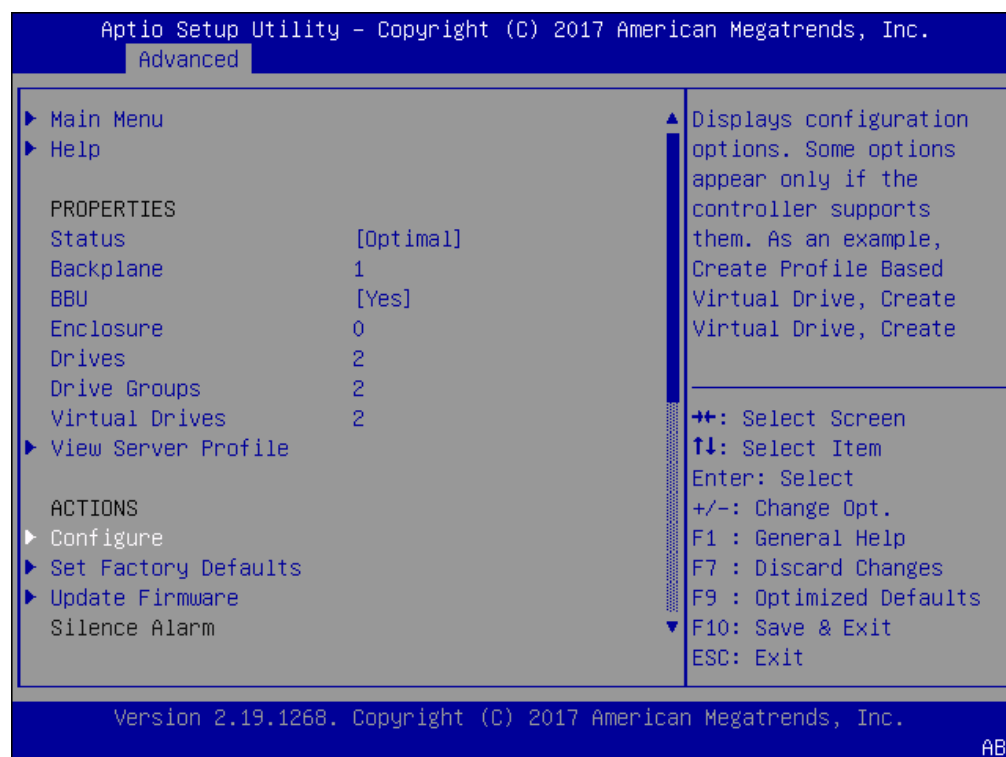 Aptio Setup Utility – Copyright (C) 2017 American Megatrends, Inc.
Advanced
Main Menu
Help
PROPERTIES
Status [Optimal]
Backplane 1
BBU [Yes]
Enclosure 0
Drives 2
Drive Groups 2
Virtual Drives 2
View Server Profile
ACTIONS
Configure
Set Factory Defaults
Update Firmware
Silence Alarm
Displays configuration
options. Some options
appear only if the
controller supports
them. As an example,
Create Profile Based
Virtual Drive, Create
Virtual Drive, Create
→←: Select Screen
↑↓: Select Item
Enter: Select
+/-: Change Opt.
F1 : General Help
F7 : Discard Changes
F9 : Optimized Defaults
F10: Save & Exit
ESC: Exit
Version 2.19.1268. Copyright (C) 2017 American Megatrends, Inc.
AB